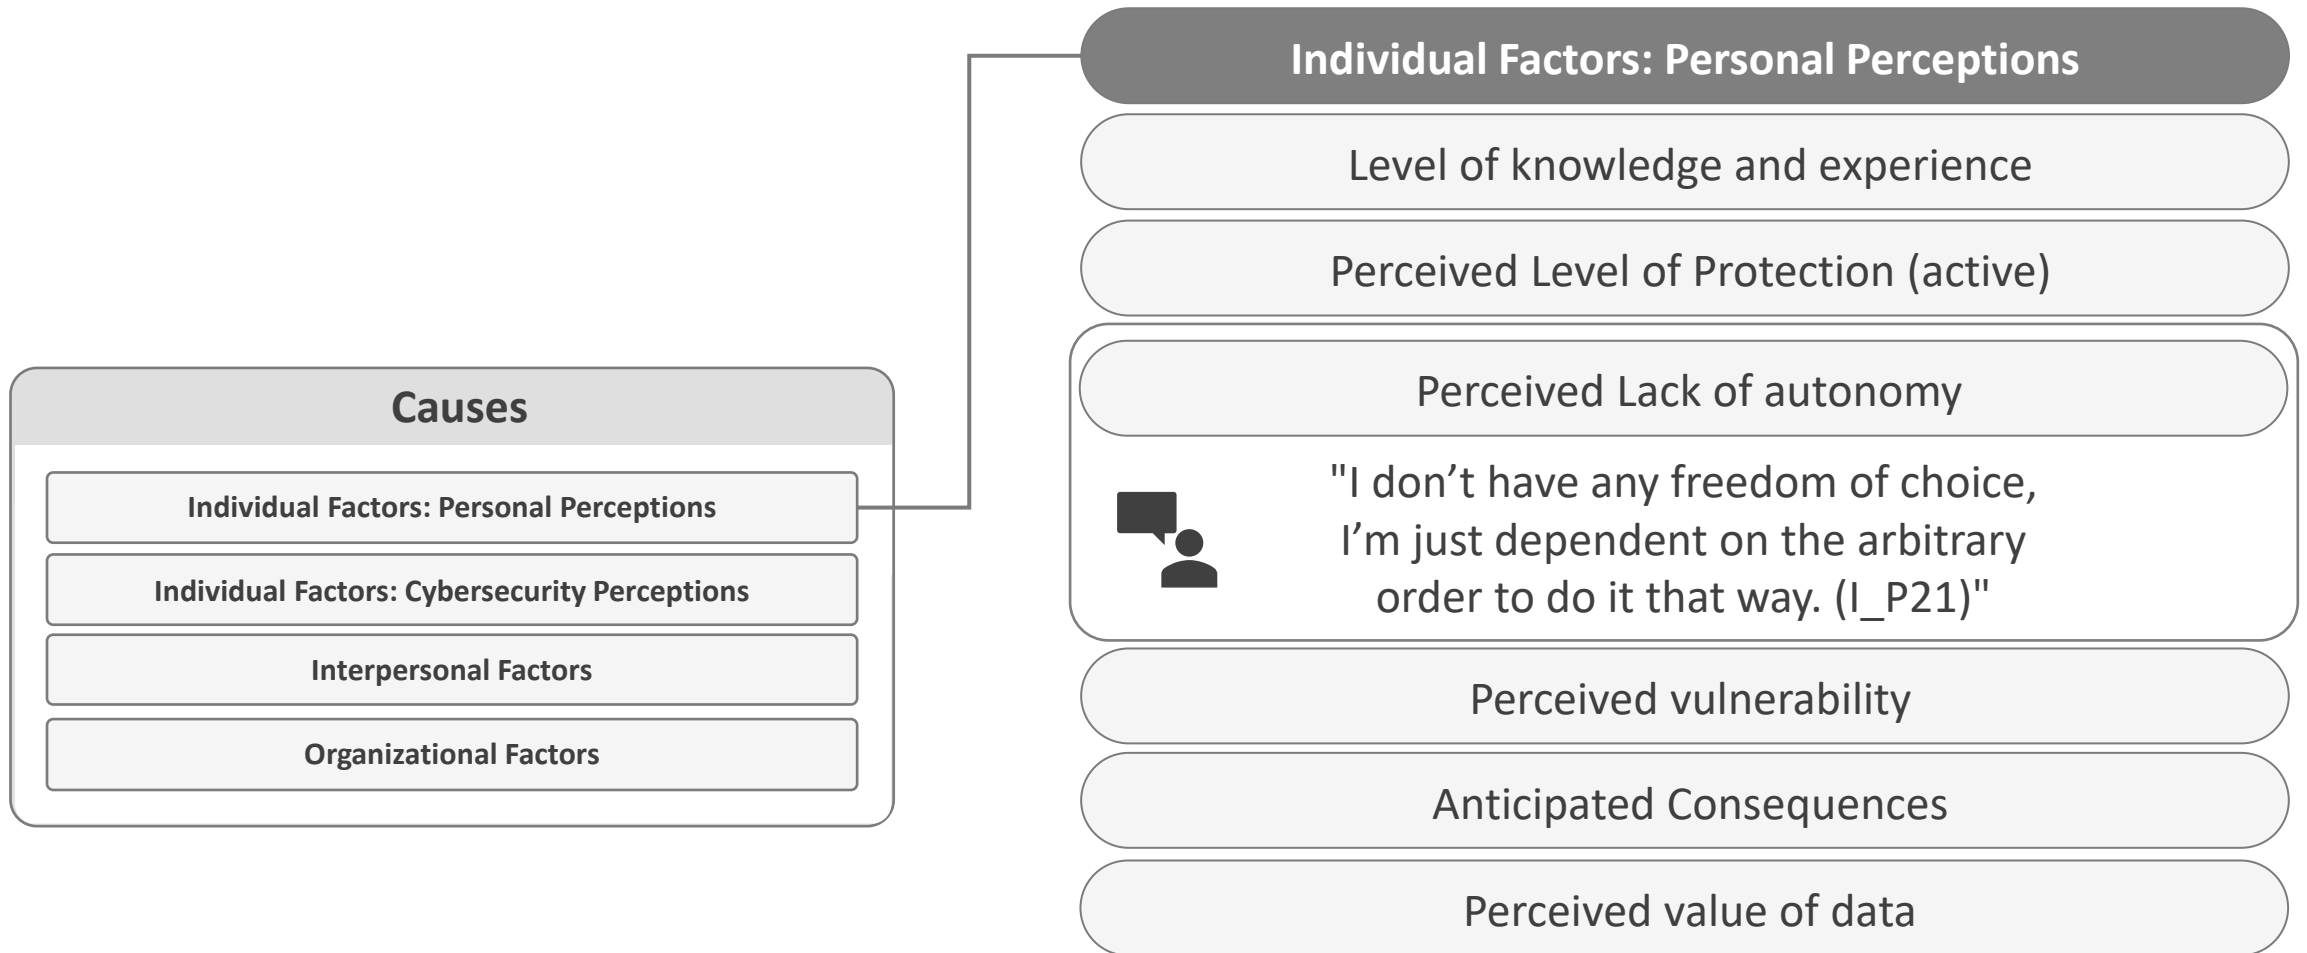 Individual Factors: Personal Perceptions
Level of knowledge and experience
Perceived Level of Protection (active)
Perceived Lack of autonomy
"I don’t have any freedom of choice,
I’m just dependent on the arbitrary
order to do it that way. (I_P21)"
Perceived vulnerability
Anticipated Consequences
Perceived value of data
Causes
Individual Factors: Personal Perceptions
Individual Factors: Cybersecurity Perceptions
Interpersonal Factors
Organizational Factors